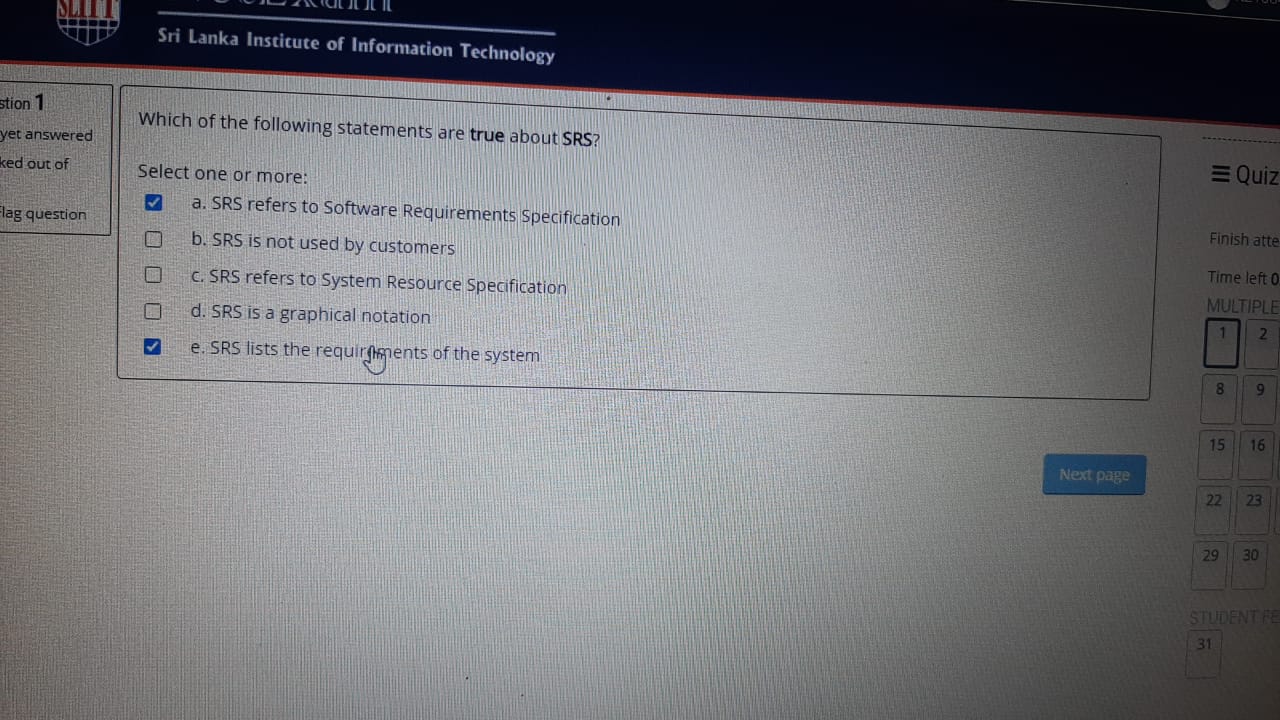 SLIIT
Sri Lanka Institute of Information Technology
stion 1
yet answered
ked out of
lag question
Which of the following statements are true about SRS?
Select one or more:
a. SRS refers to Software Requirements Specification
b. SRS is not used by customers
c. SRS refers to System Resource Specification
d. SRS is a graphical notation
e. SRS lists the requirements of the system
Next page
Quiz
Finish atte
Time left 0
MULTIPLE
1 2
8 9
15 16
22 23
29 30
STUDENT FE
31